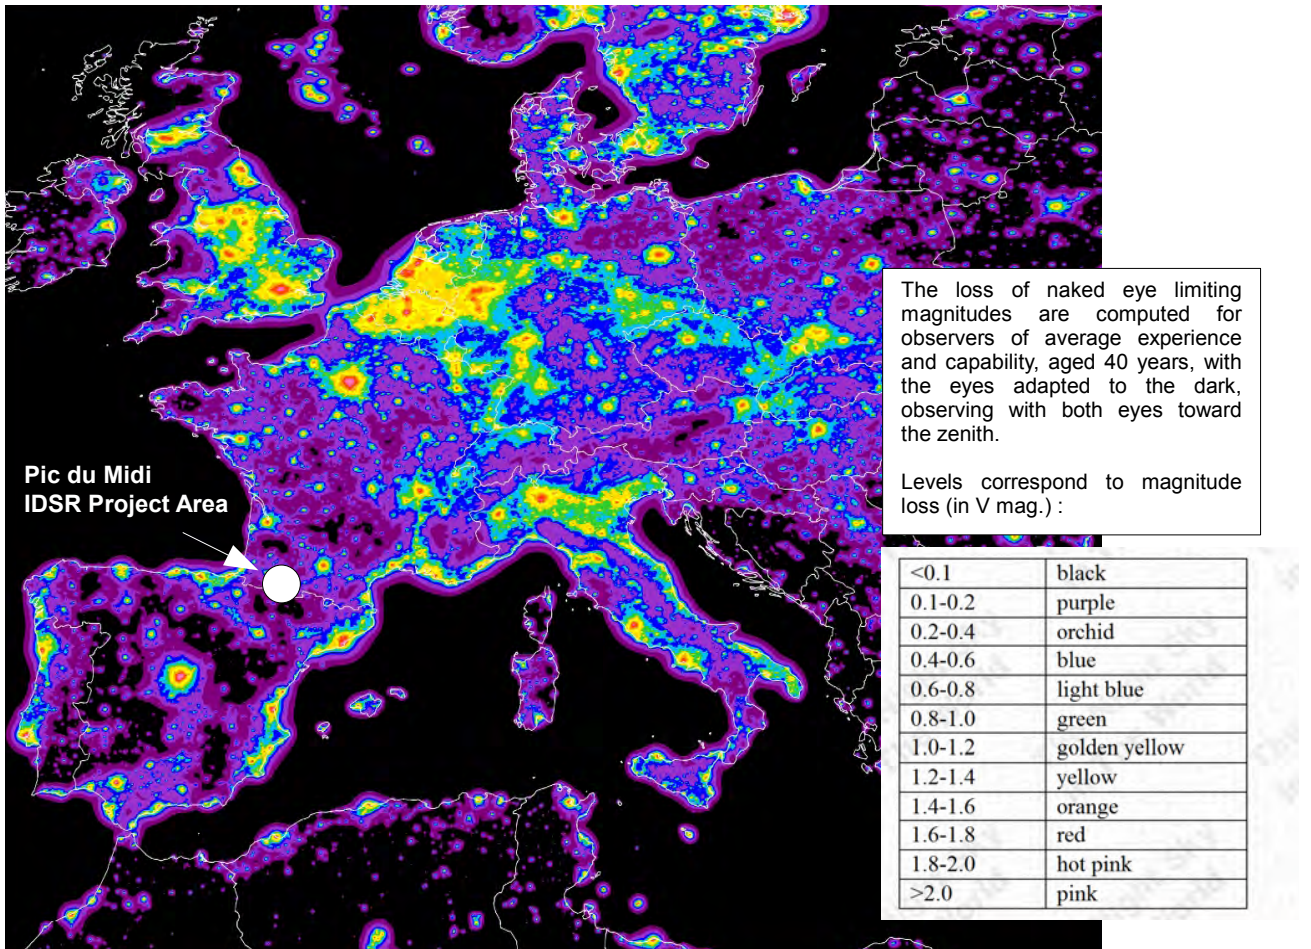 Pic du Midi
IDSR Project Area
The loss of naked eye limiting
magnitudes are computed for
observers of average experience
and capability, aged 40 years, with
the eyes adapted to the dark,
observing with both eyes toward
the zenith.
Levels correspond to magnitude
loss (in V mag.) :
<0.1 black
0.1-0.2 purple
0.2-0.4 orchid
0.4-0.6 blue
0.6-0.8 light blue
0.8-1.0 green
1.0-1.2 golden yellow
1.2-1.4 yellow
1.4-1.6 orange
1.6-1.8 red
1.8-2.0 hot pink
>2.0 pink